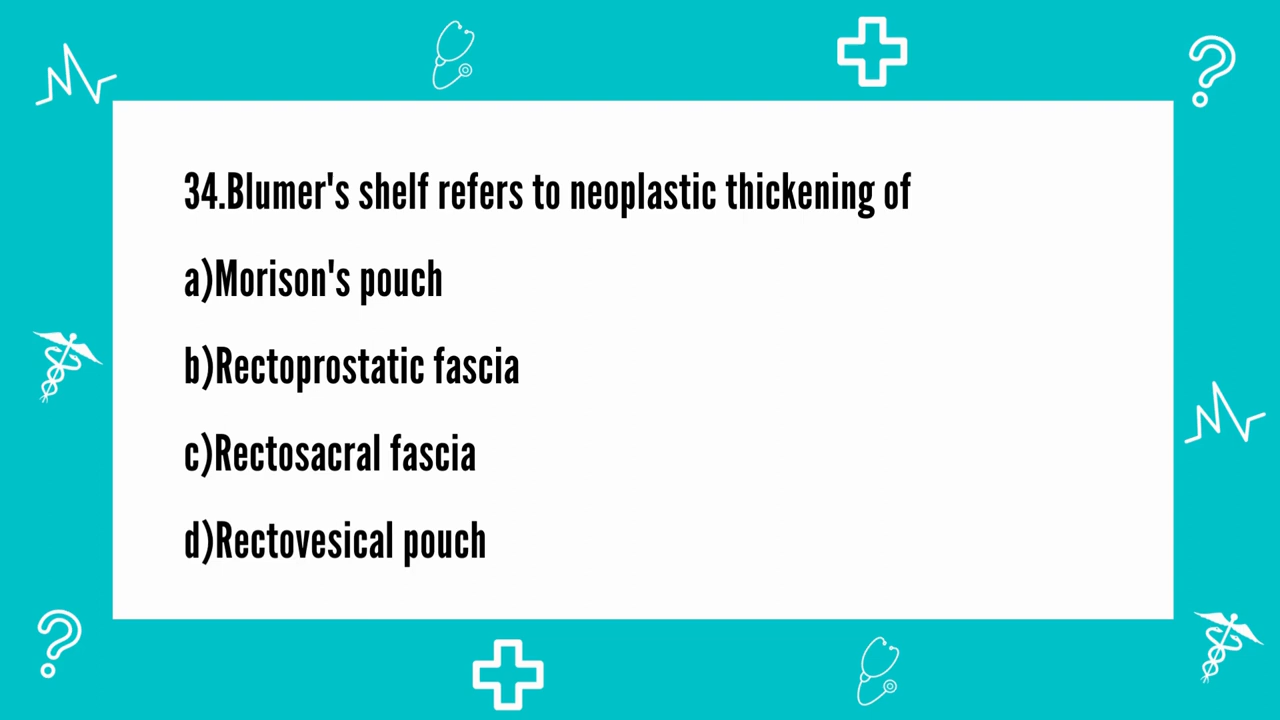 34.Blumer's shelf refers to neoplastic thickening of
a)Morison's pouch
b)Rectoprostatic fascia
c)Rectosacral fascia
d)Rectovesical pouch